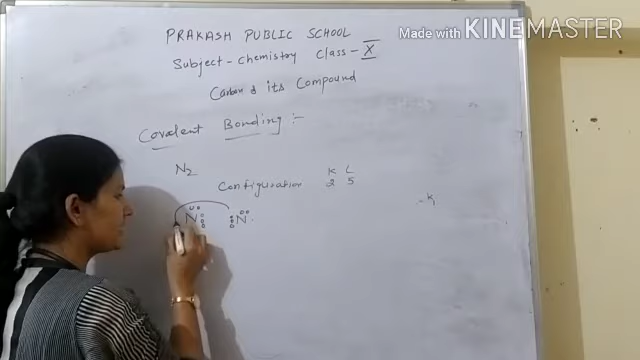 Made with KINEMASTER
PRAKASH PUBLIC SCHOOL
Subject - Chemistry Class - X
Carbon & its Compound
Covalent Bonding :-
N2
K L
Configuration 2 5
N N
K